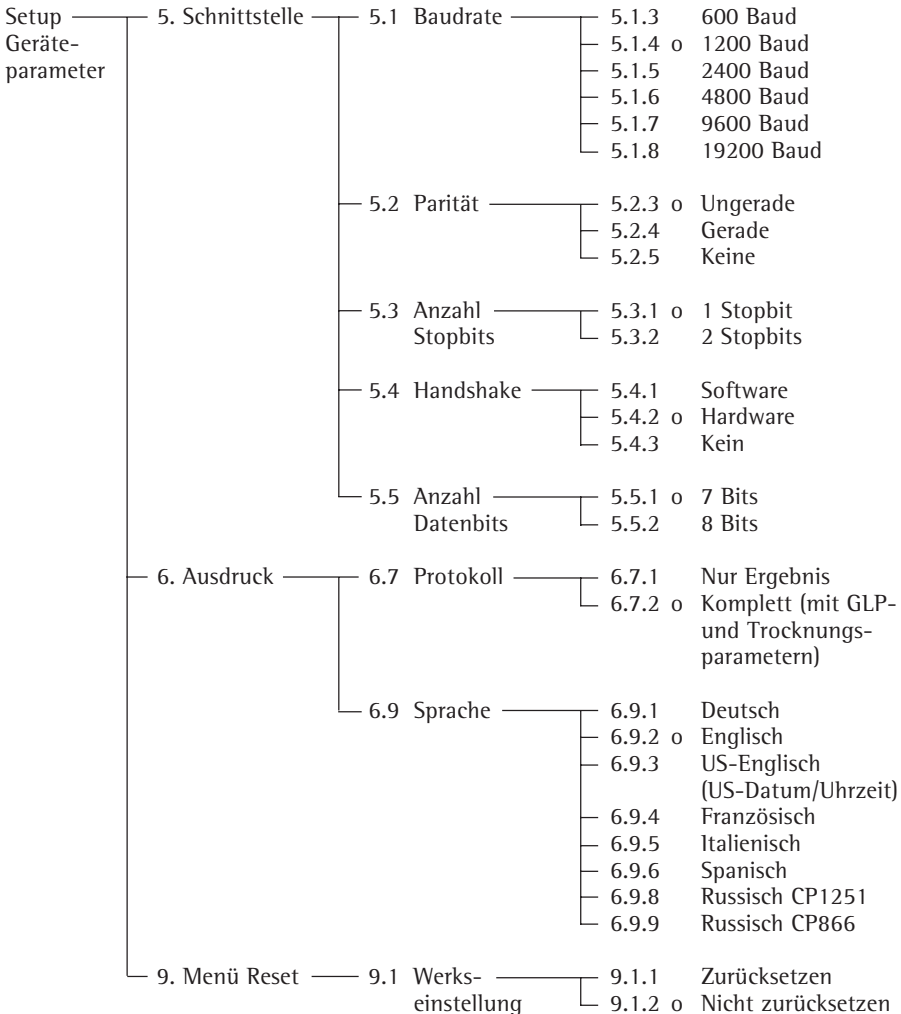 Setup 5. Schnittstelle 5.1 Baudrate 5.1.3 600 Baud
Geräte- 5.1.4 o 1200 Baud
parameter 5.1.5 2400 Baud
5.1.6 4800 Baud
5.1.7 9600 Baud
5.1.8 19200 Baud
5.2 Parität 5.2.3 o Ungerade
5.2.4 Gerade
5.2.5 Keine
5.3 Anzahl 5.3.1 o 1 Stopbit
Stopbits 5.3.2 2 Stopbits
5.4 Handshake 5.4.1 Software
5.4.2 o Hardware
5.4.3 Kein
5.5 Anzahl 5.5.1 o 7 Bits
Datenbits 5.5.2 8 Bits
6. Ausdruck 6.7 Protokoll 6.7.1 Nur Ergebnis
6.7.2 o Komplett (mit GLP-
und Trocknungs-
parametern)
6.9 Sprache 6.9.1 Deutsch
6.9.2 o Englisch
6.9.3 US-Englisch
(US-Datum/Uhrzeit)
6.9.4 Französisch
6.9.5 Italienisch
6.9.6 Spanisch
6.9.8 Russisch CP1251
6.9.9 Russisch CP866
9. Menü Reset 9.1 Werks- 9.1.1 Zurücksetzen
einstellung 9.1.2 o Nicht zurücksetzen